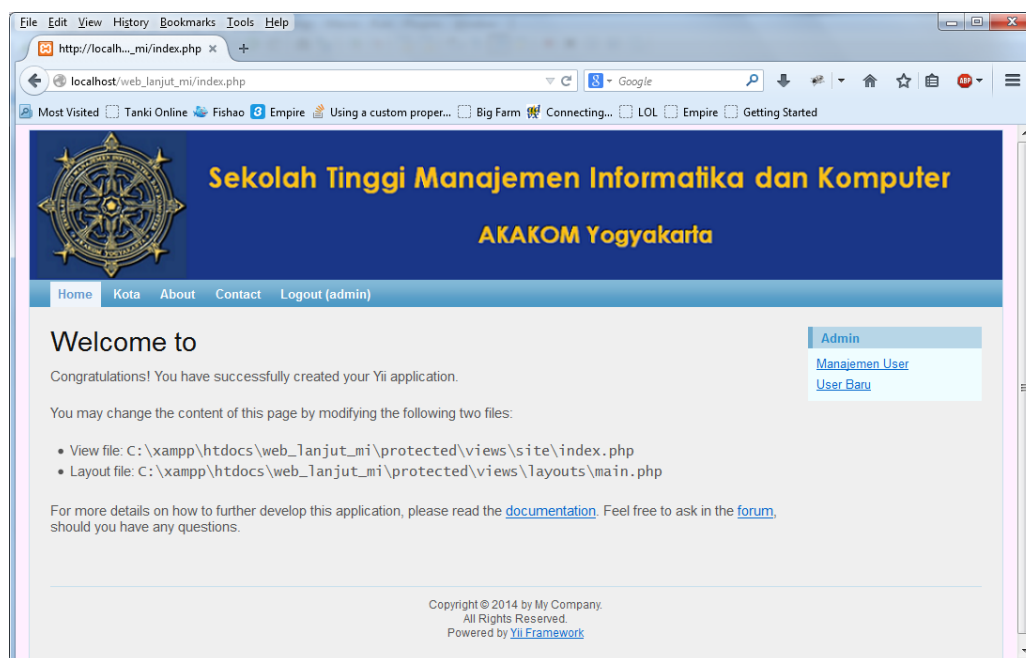 File Edit View History Bookmarks Tools Help
http://localh..._mi/index.php
localhost/web_lanjut_mi/index.php
Google
Most Visited Tanki Online Fishao Empire Using a custom proper... Big Farm Connecting... LOL Empire Getting Started
Sekolah Tinggi Manajemen Informatika dan Komputer
AKAKOM Yogyakarta
Home Kota About Contact Logout (admin)
Welcome to
Congratulations! You have successfully created your Yii application.
You may change the content of this page by modifying the following two files:
• View file: C:\xampp\htdocs\web_lanjut_mi\protected\views\site\index.php
• Layout file: C:\xampp\htdocs\web_lanjut_mi\protected\views\layouts\main.php
For more details on how to further develop this application, please read the documentation. Feel free to ask in the forum,
should you have any questions.
Admin
Manajemen User
User Baru
Copyright © 2014 by My Company.
All Rights Reserved.
Powered by Yii Framework